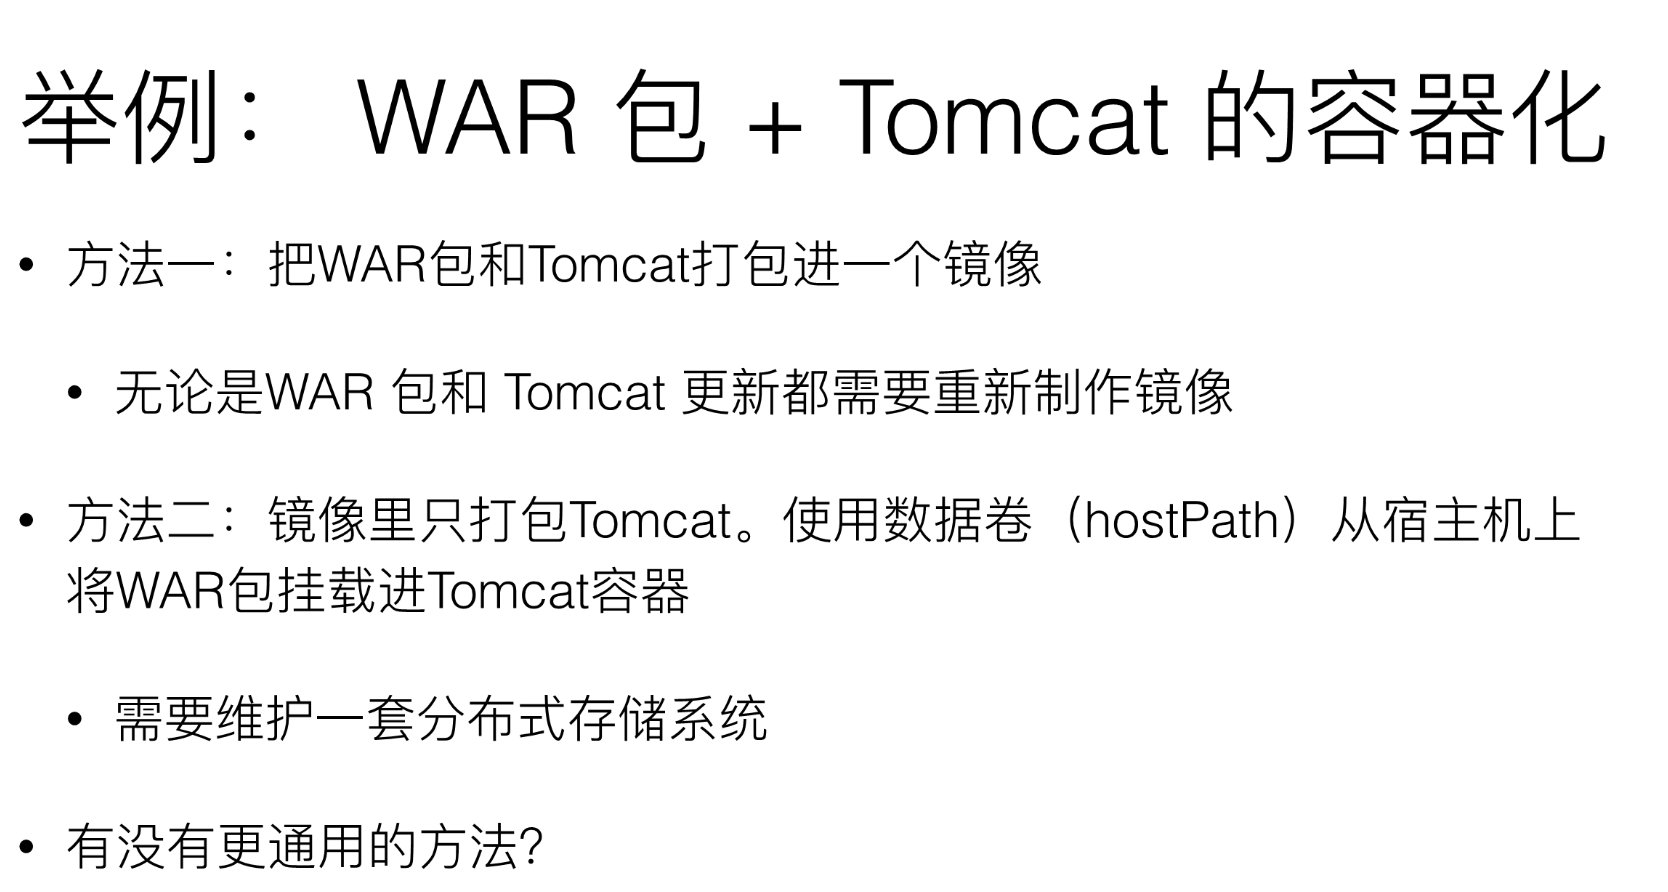 举例： WAR 包 + Tomcat 的容器化
• 方法一：把WAR包和Tomcat打包进一个镜像
• 无论是WAR 包和 Tomcat 更新都需要重新制作镜像
• 方法二：镜像里只打包Tomcat。使用数据卷（hostPath）从宿主机上
将WAR包挂载进Tomcat容器
• 需要维护一套分布式存储系统
• 有没有更通用的方法？